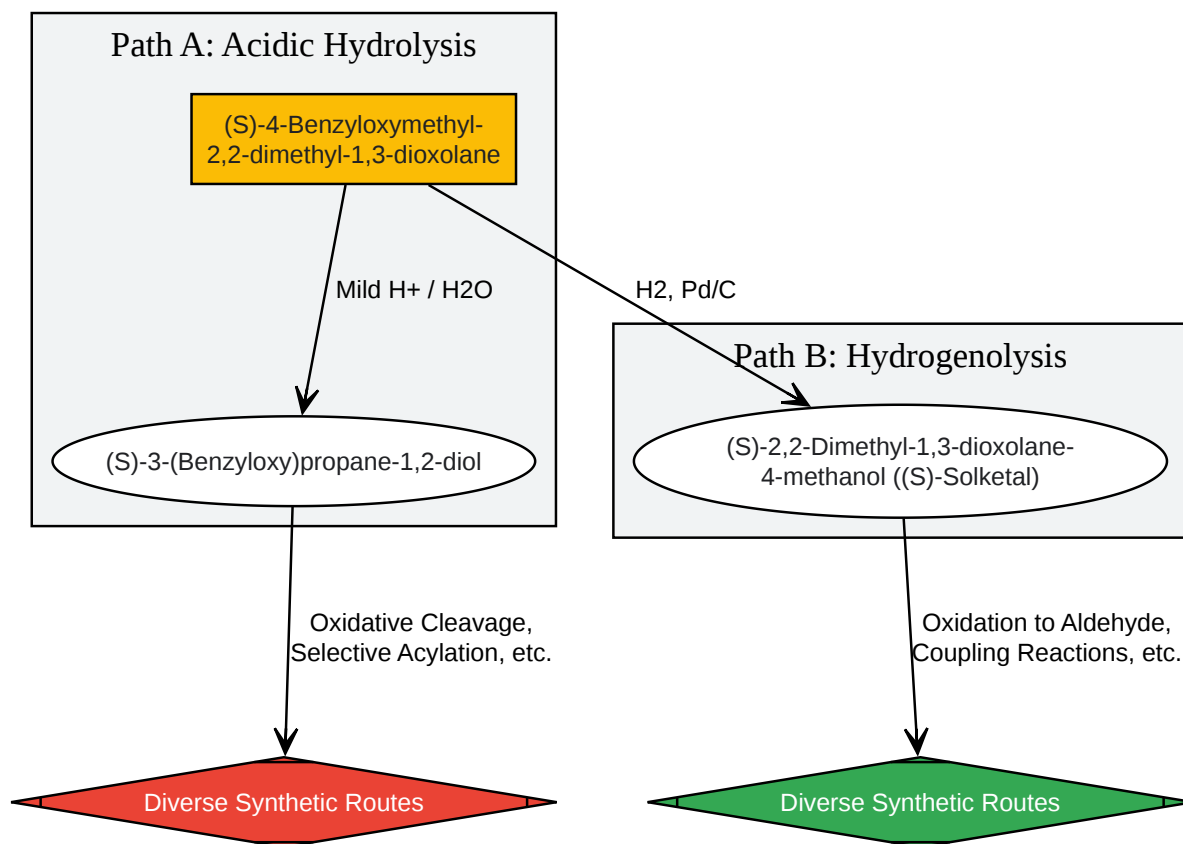 Path A: Acidic Hydrolysis
(S)-4-Benzyloxymethyl-
2,2-dimethyl-1,3-dioxolane
Mild H+ / H2O
H2, Pd/C
Path B: Hydrogenolysis
(S)-3-(Benzyloxy)propane-1,2-diol
(S)-2,2-Dimethyl-1,3-dioxolane-
4-methanol ((S)-Solketal)
Oxidative Cleavage,
Selective Acylation, etc.
Oxidation to Aldehyde,
Coupling Reactions, etc.
Diverse Synthetic Routes
Diverse Synthetic Routes